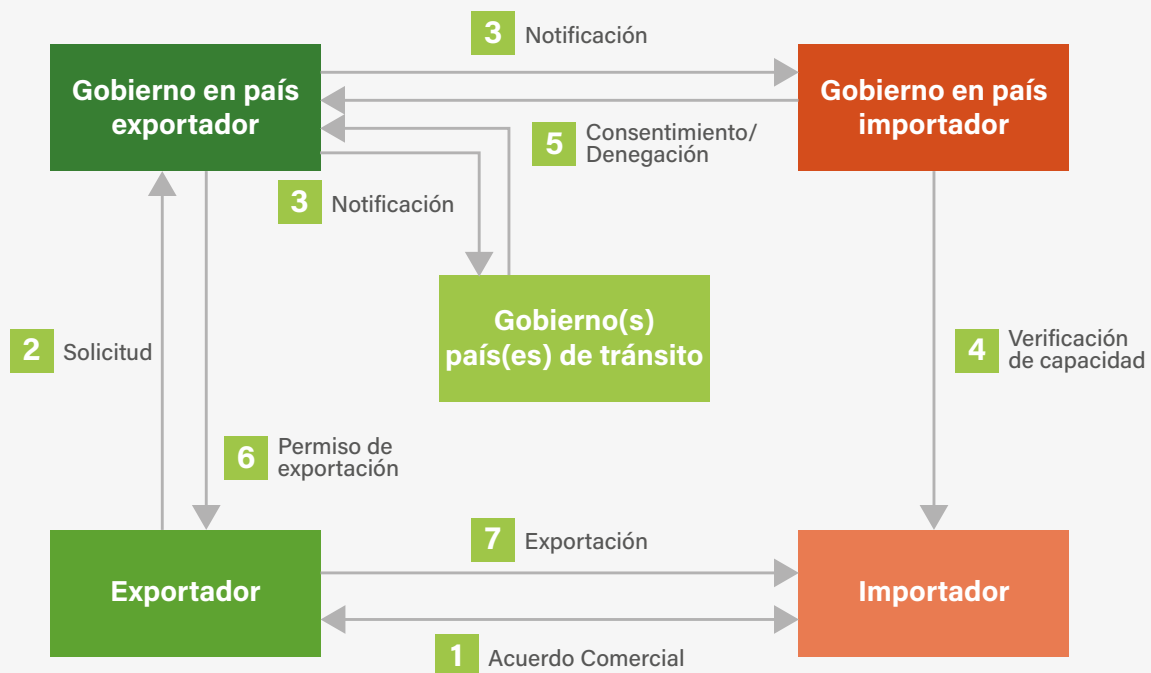 3 Notificación
Gobierno en país
exportador
Gobierno en país
importador
5 Consentimiento/
Denegación
3 Notificación
Gobierno(s)
país(es) de tránsito
2 Solicitud
4 Verificación
de capacidad
6 Permiso de
exportación
7 Exportación
Exportador
Importador
1 Acuerdo Comercial